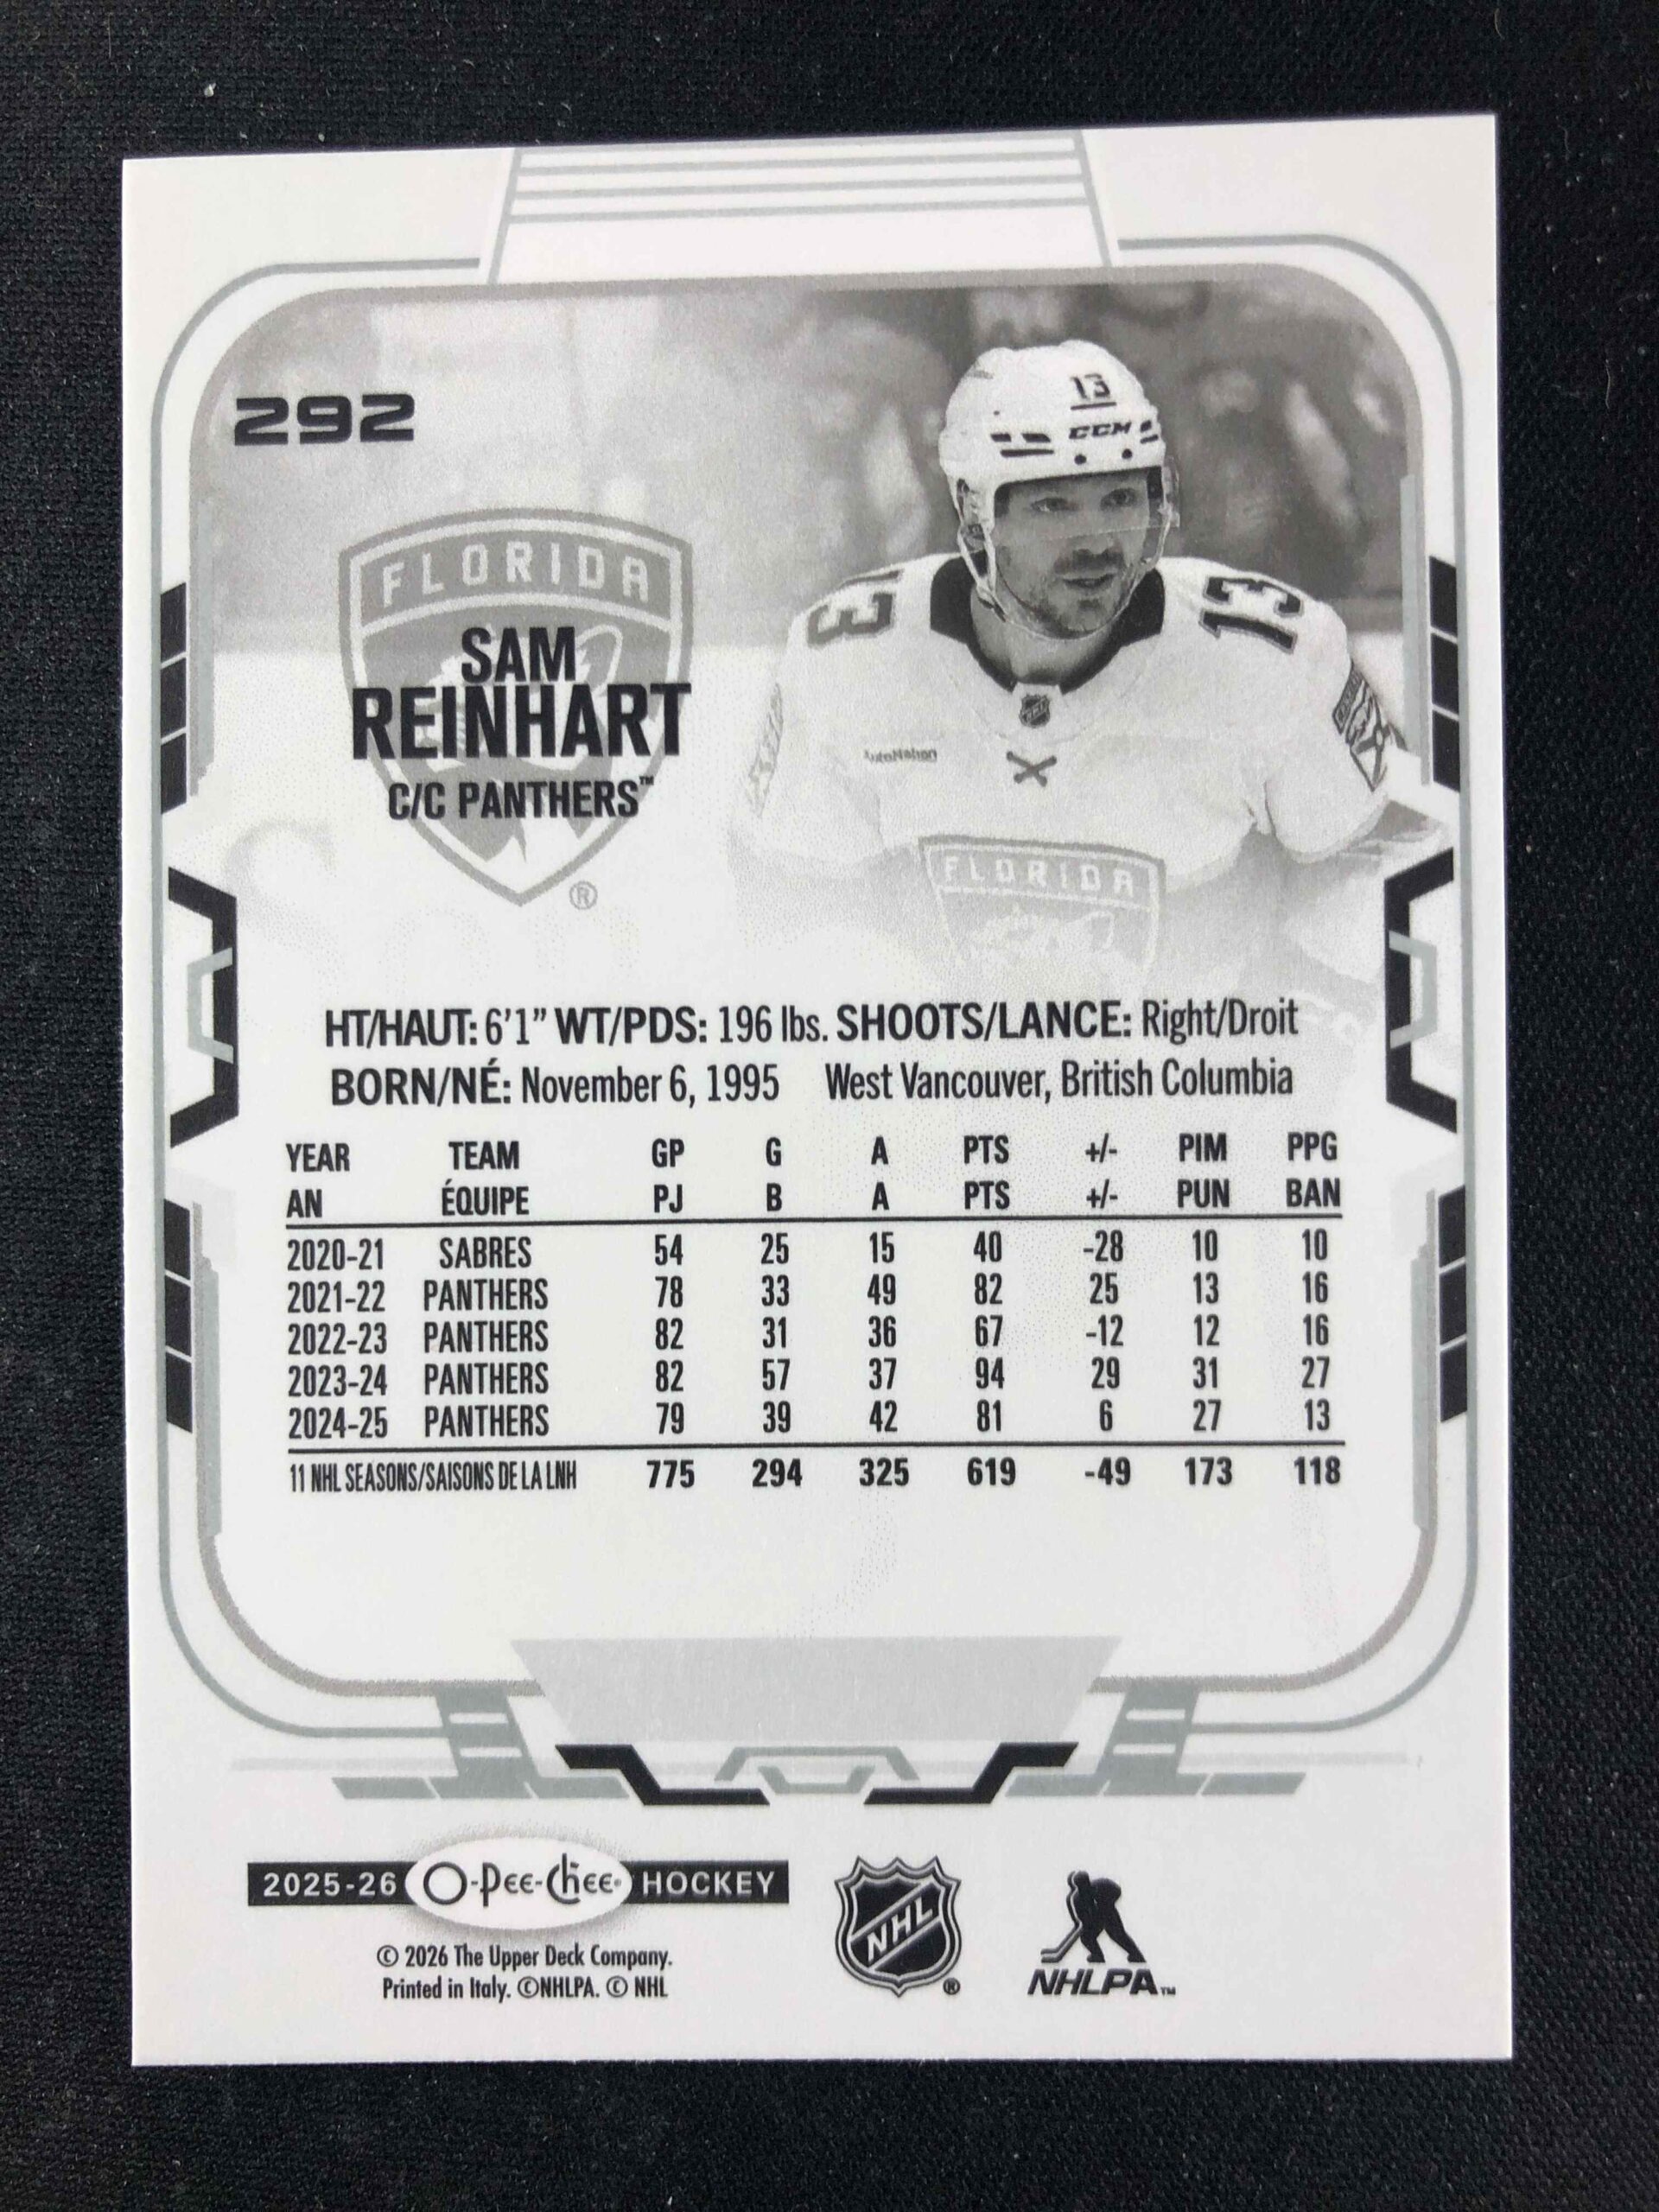 292
13
CCM
FLORIDA
13
13
SAM
REINHART
C/C PANTHERS™
®
AutoNation
FLORIDA
HT/HAUT: 6'1" WT/PDS: 196 lbs. SHOOTS/LANCE: Right/Droit
BORN/NÉ: November 6, 1995 West Vancouver, British Columbia
YEAR TEAM GP G A PTS +/- PIM PPG
AN ÉQUIPE PJ B A PTS +/- PUN BAN
2020-21 SABRES 54 25 15 40 -28 10 10
2021-22 PANTHERS 78 33 49 82 25 13 16
2022-23 PANTHERS 82 31 36 67 -12 12 16
2023-24 PANTHERS 82 57 37 94 29 31 27
2024-25 PANTHERS 79 39 42 81 6 27 13
11 NHL SEASONS/SAISONS DE LA LNH 775 294 325 619 -49 173 118
2025-26 O-Pee-Chee® HOCKEY
© 2026 The Upper Deck Company.
Printed in Italy. ©NHLPA. © NHL
NHL ®
NHLPA™